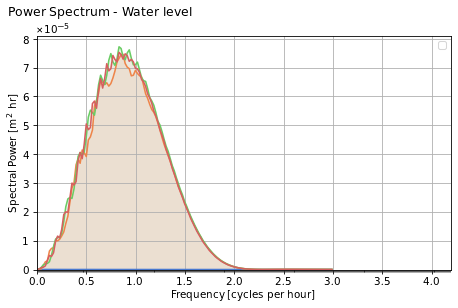 Power Spectrum - Water level
×10⁻⁵
8
7
6
5
4
3
2
1
0
Spectral Power [m² hr]
0.0 0.5 1.0 1.5 2.0 2.5 3.0 3.5 4.0
Frequency [cycles per hour]